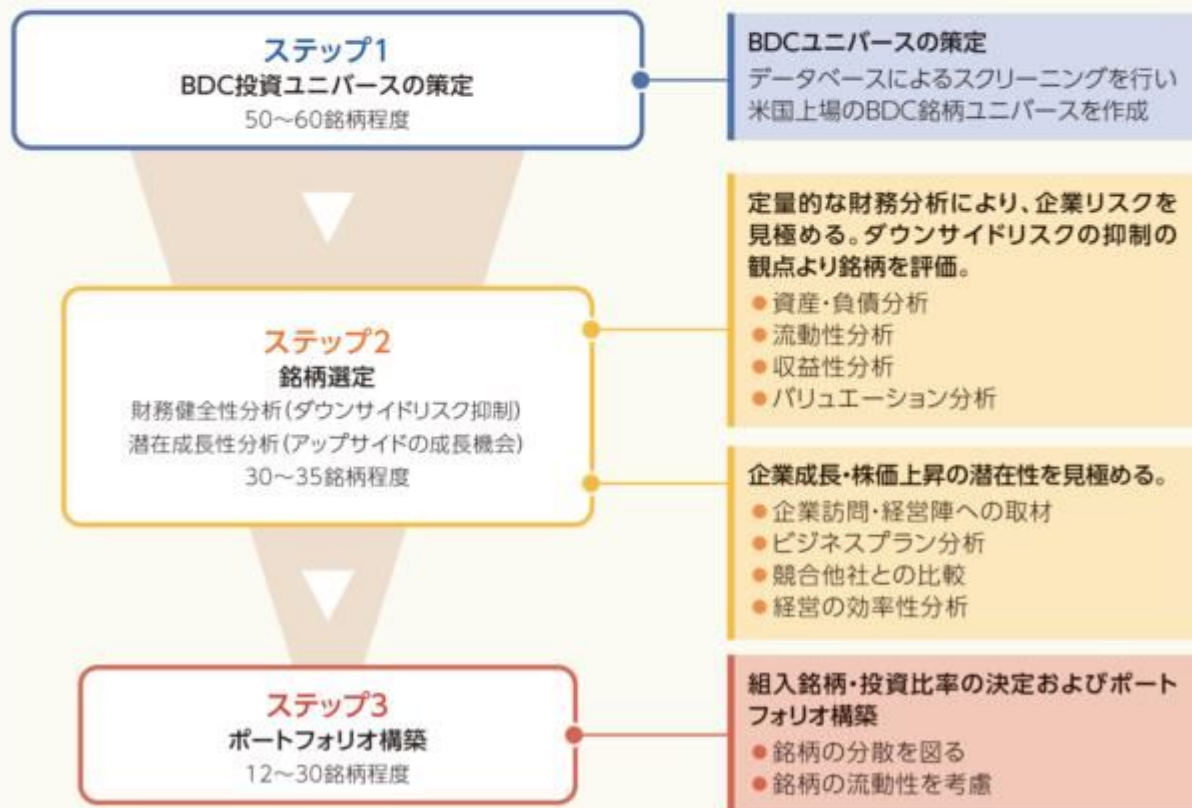 ステップ1
BDC投資ユニバースの策定
50〜60銘柄程度
BDCユニバースの策定
データベースによるスクリーニングを行い
米国上場のBDC銘柄ユニバースを作成
ステップ2
銘柄選定
財務健全性分析(ダウンサイドリスク抑制)
潜在成長性分析(アップサイドの成長機会)
30〜35銘柄程度
定量的な財務分析により、企業リスクを
見極める。ダウンサイドリスクの抑制の
観点より銘柄を評価。
●資産・負債分析
●流動性分析
●収益性分析
●バリュエーション分析
企業成長・株価上昇の潜在性を見極める。
●企業訪問・経営陣への取材
●ビジネスプラン分析
●競合他社との比較
●経営の効率性分析
ステップ3
ポートフォリオ構築
12〜30銘柄程度
組入銘柄・投資比率の決定およびポート
フォリオ構築
●銘柄の分散を図る
●銘柄の流動性を考慮